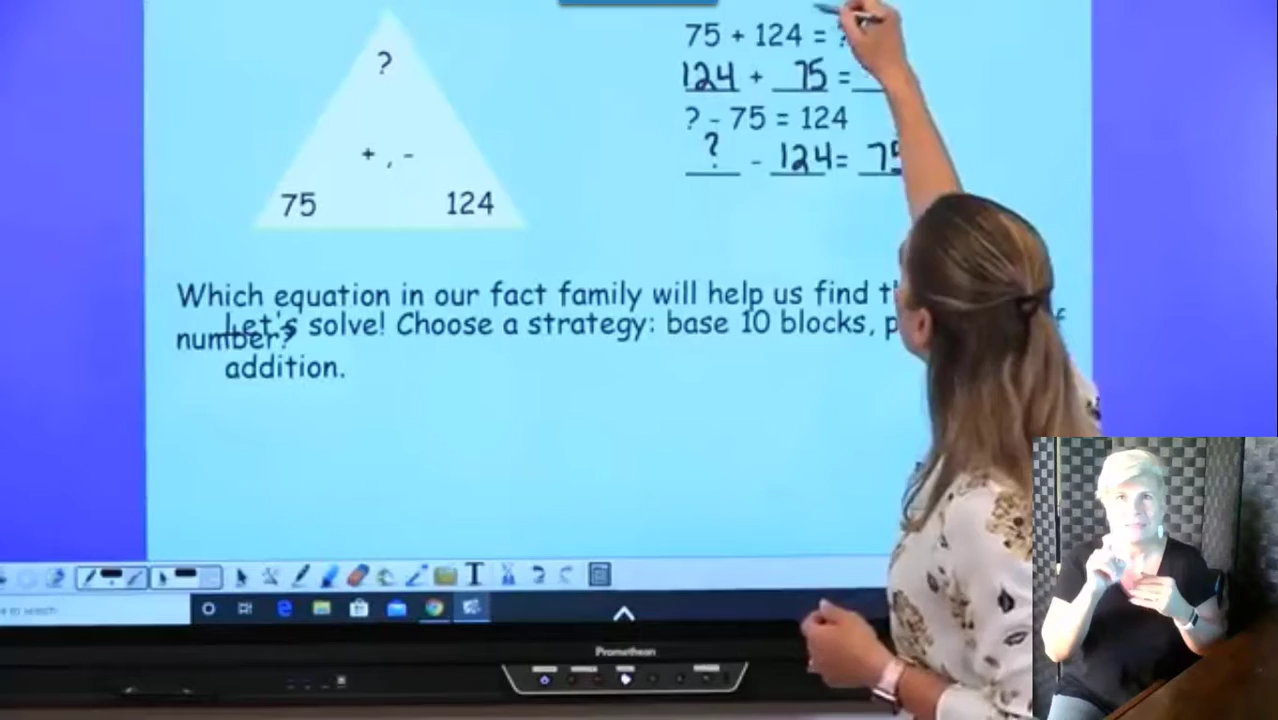 ?
+ , -
75 124
75 + 124 = ?
124 + 75 =
? - 75 = 124
? - 124 = 75
Which equation in our fact family will help us find
number?
Let's solve! Choose a strategy: base 10 blocks,
addition.
T
Promethean